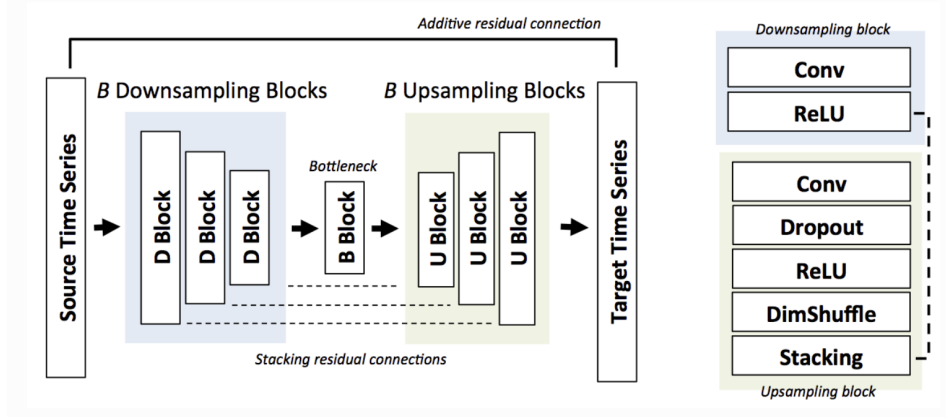 Additive residual connection
Source Time Series
B Downsampling Blocks
D Block
D Block
D Block
Bottleneck
B Block
B Upsampling Blocks
U Block
U Block
U Block
Target Time Series
Stacking residual connections
Downsampling block
Conv
ReLU
Conv
Dropout
ReLU
DimShuffle
Stacking
Upsampling block